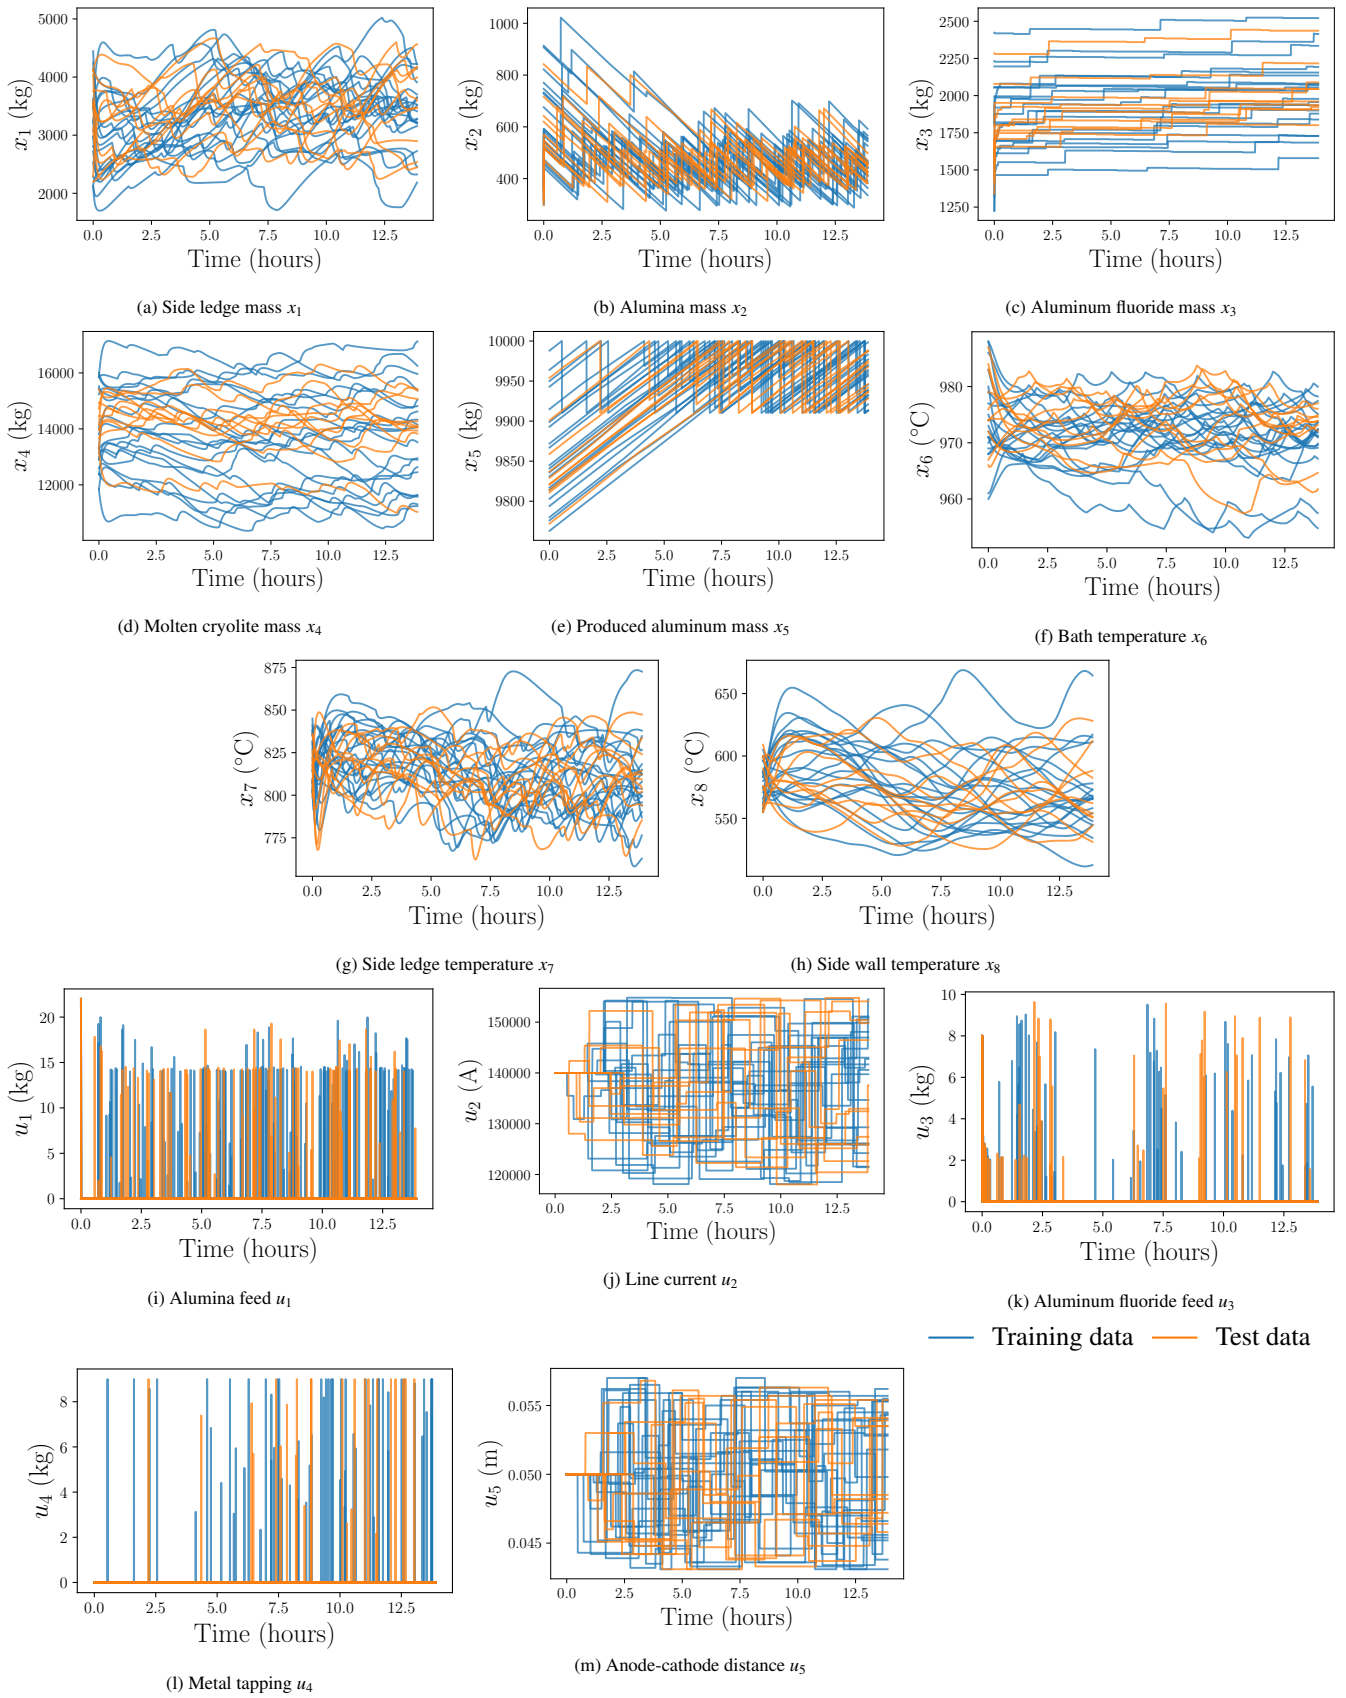 5000
4000
3000
2000
x1 (kg)
0.0 2.5 5.0 7.5 10.0 12.5
Time (hours)
(a) Side ledge mass x1
1000
800
600
400
x2 (kg)
0.0 2.5 5.0 7.5 10.0 12.5
Time (hours)
(b) Alumina mass x2
2500
2250
2000
1750
1500
1250
x3 (kg)
0.0 2.5 5.0 7.5 10.0 12.5
Time (hours)
(c) Aluminum fluoride mass x3
16000
14000
12000
x4 (kg)
0.0 2.5 5.0 7.5 10.0 12.5
Time (hours)
(d) Molten cryolite mass x4
10000
9950
9900
9850
9800
x5 (kg)
0.0 2.5 5.0 7.5 10.0 12.5
Time (hours)
(e) Produced aluminum mass x5
980
970
960
x6 (°C)
0.0 2.5 5.0 7.5 10.0 12.5
Time (hours)
(f) Bath temperature x6
875
850
825
800
775
x7 (°C)
0.0 2.5 5.0 7.5 10.0 12.5
Time (hours)
(g) Side ledge temperature x7
650
600
550
x8 (°C)
0.0 2.5 5.0 7.5 10.0 12.5
Time (hours)
(h) Side wall temperature x8
20
15
10
5
0
u1 (kg)
0.0 2.5 5.0 7.5 10.0 12.5
Time (hours)
(i) Alumina feed u1
150000
140000
130000
120000
u2 (A)
0.0 2.5 5.0 7.5 10.0 12.5
Time (hours)
(j) Line current u2
10
8
6
4
2
0
u3 (kg)
0.0 2.5 5.0 7.5 10.0 12.5
Time (hours)
(k) Aluminum fluoride feed u3
Training data Test data
8
6
4
2
0
u4 (kg)
0.0 2.5 5.0 7.5 10.0 12.5
Time (hours)
(l) Metal tapping u4
0.055
0.050
0.045
u5 (m)
0.0 2.5 5.0 7.5 10.0 12.5
Time (hours)
(m) Anode-cathode distance u5